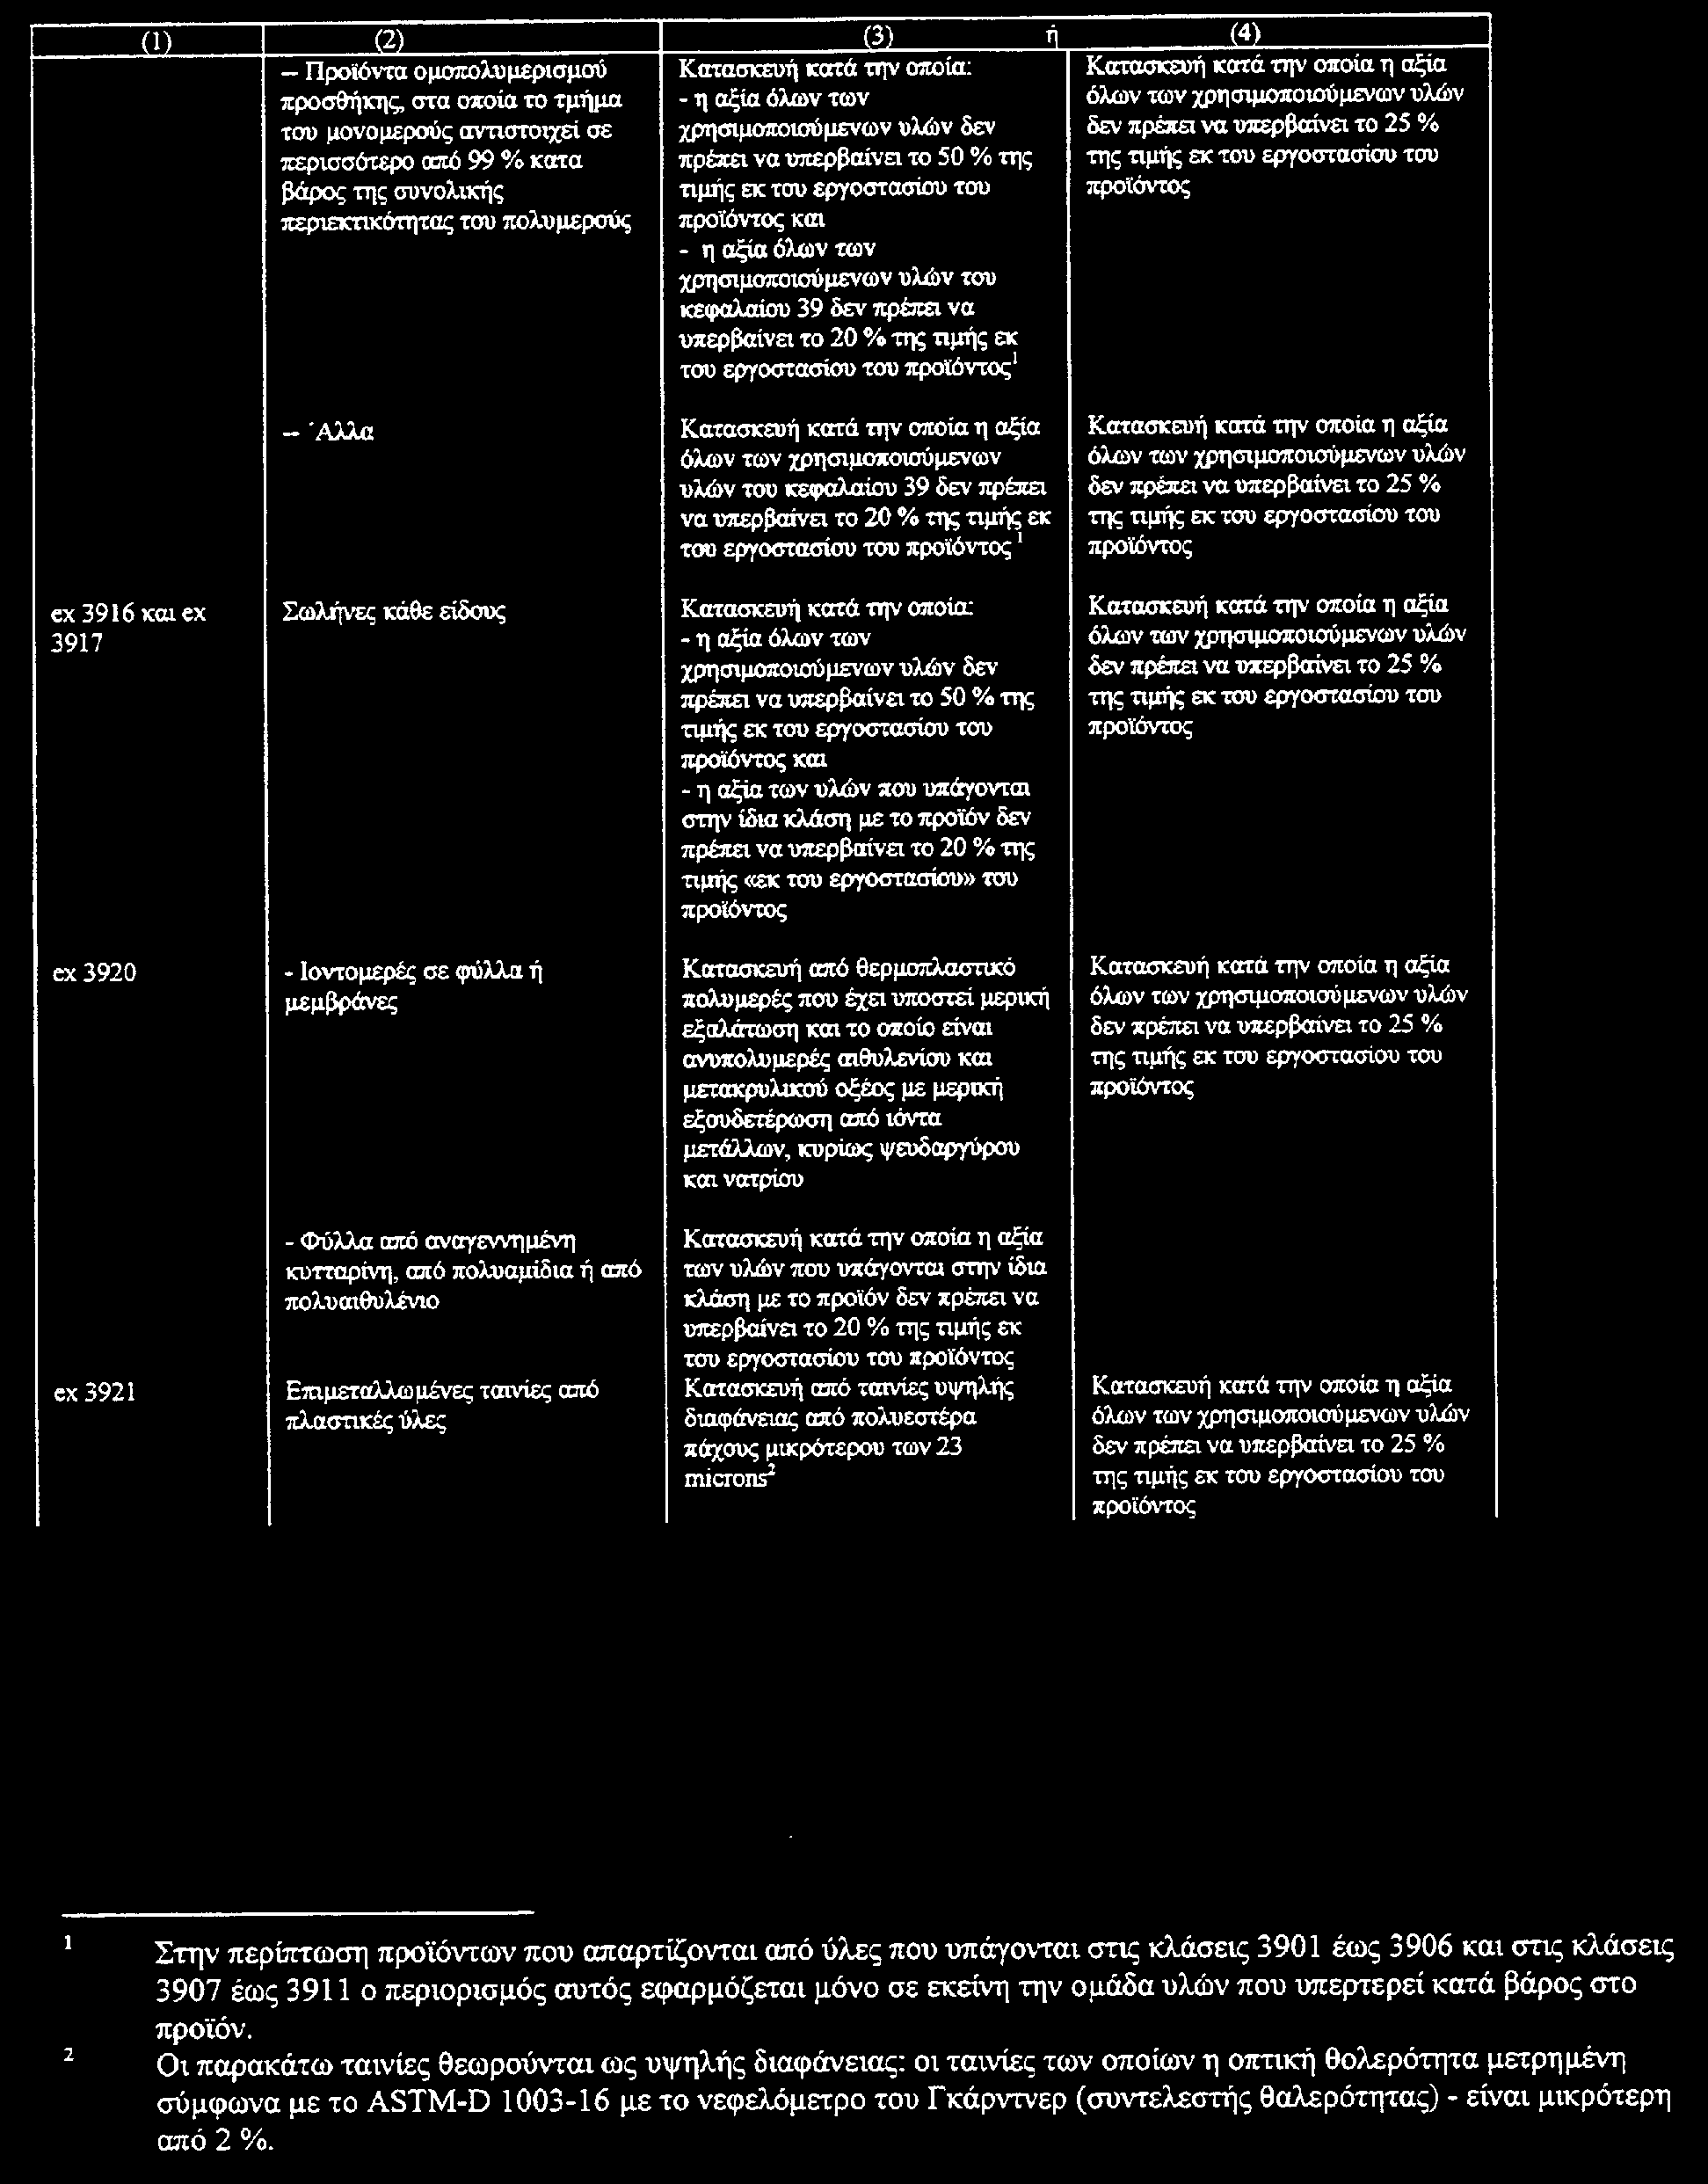 (1) (2) (3) ή (4)
– Προϊόντα ομοπολυμερισμού
προσθήκης, στα οποία το τμήμα
του μονομερούς αντιστοιχεί σε
περισσότερο από 99 % κατα
βάρος της συνολικής
περιεκτικότητας του πολυμερούς
Κατασκευή κατά την οποία:
- η αξία όλων των
χρησιμοποιούμενων υλών δεν
πρέπει να υπερβαίνει το 50 % της
τιμής εκ του εργοστασίου του
προϊόντος και
- η αξία όλων των
χρησιμοποιούμενων υλών του
κεφαλαίου 39 δεν πρέπει να
υπερβαίνει το 20 % της τιμής εκ
του εργοστασίου του προϊόντος¹
Κατασκευή κατά την οποία η αξία
όλων των χρησιμοποιούμενων υλών
δεν πρέπει να υπερβαίνει το 25 %
της τιμής εκ του εργοστασίου του
προϊόντος
– ΄Αλλα
Κατασκευή κατά την οποία η αξία
όλων των χρησιμοποιούμενων
υλών του κεφαλαίου 39 δεν πρέπει
να υπερβαίνει το 20 % της τιμής εκ
του εργοστασίου του προϊόντος ¹
Κατασκευή κατά την οποία η αξία
όλων των χρησιμοποιούμενων υλών
δεν πρέπει να υπερβαίνει το 25 %
της τιμής εκ του εργοστασίου του
προϊόντος
ex 3916 και ex
3917
Σωλήνες κάθε είδους
Κατασκευή κατά την οποία:
- η αξία όλων των
χρησιμοποιούμενων υλών δεν
πρέπει να υπερβαίνει το 50 % της
τιμής εκ του εργοστασίου του
προϊόντος και
- η αξία των υλών που υπάγονται
στην ίδια κλάση με το προϊόν δεν
πρέπει να υπερβαίνει το 20 % της
τιμής «εκ του εργοστασίου» του
προϊόντος
Κατασκευή κατά την οποία η αξία
όλων των χρησιμοποιούμενων υλών
δεν πρέπει να υπερβαίνει το 25 %
της τιμής εκ του εργοστασίου του
προϊόντος
ex 3920
- Ιοντομερές σε φύλλα ή
μεμβράνες
Κατασκευή από θερμοπλαστικό
πολυμερές που έχει υποστεί μερική
εξαλάτωση και το οποίο είναι
ανυπολυμερές αιθυλενίου και
μετακρυλικού οξέος με μερική
εξουδετέρωση από ιόντα
μετάλλων, κυρίως ψευδαργύρου
και νατρίου
Κατασκευή κατά την οποία η αξία
όλων των χρησιμοποιούμενων υλών
δεν πρέπει να υπερβαίνει το 25 %
της τιμής εκ του εργοστασίου του
προϊόντος
- Φύλλα από αναγεννημένη
κυτταρίνη, από πολυαμίδια ή από
πολυαιθυλένιο
Κατασκευή κατά την οποία η αξία
των υλών που υπάγονται στην ίδια
κλάση με το προϊόν δεν πρέπει να
υπερβαίνει το 20 % της τιμής εκ
του εργοστασίου του προϊόντος
ex 3921
Επιμεταλλωμένες ταινίες από
πλαστικές ύλες
Κατασκευή από ταινίες υψηλής
διαφάνειας από πολυεστέρα
πάχους μικρότερου των 23
microns²
Κατασκευή κατά την οποία η αξία
όλων των χρησιμοποιούμενων υλών
δεν πρέπει να υπερβαίνει το 25 %
της τιμής εκ του εργοστασίου του
προϊόντος
¹ Στην περίπτωση προϊόντων που απαρτίζονται από ύλες που υπάγονται στις κλάσεις 3901 έως 3906 και στις κλάσεις
3907 έως 3911 ο περιορισμός αυτός εφαρμόζεται μόνο σε εκείνη την ομάδα υλών που υπερτερεί κατά βάρος στο
προϊόν.
² Οι παρακάτω ταινίες θεωρούνται ως υψηλής διαφάνειας: οι ταινίες των οποίων η οπτική θολερότητα μετρημένη
σύμφωνα με το ASTM-D 1003-16 με το νεφελόμετρο του Γκάρντνερ (συντελεστής θαλερότητας) - είναι μικρότερη
από 2 %.